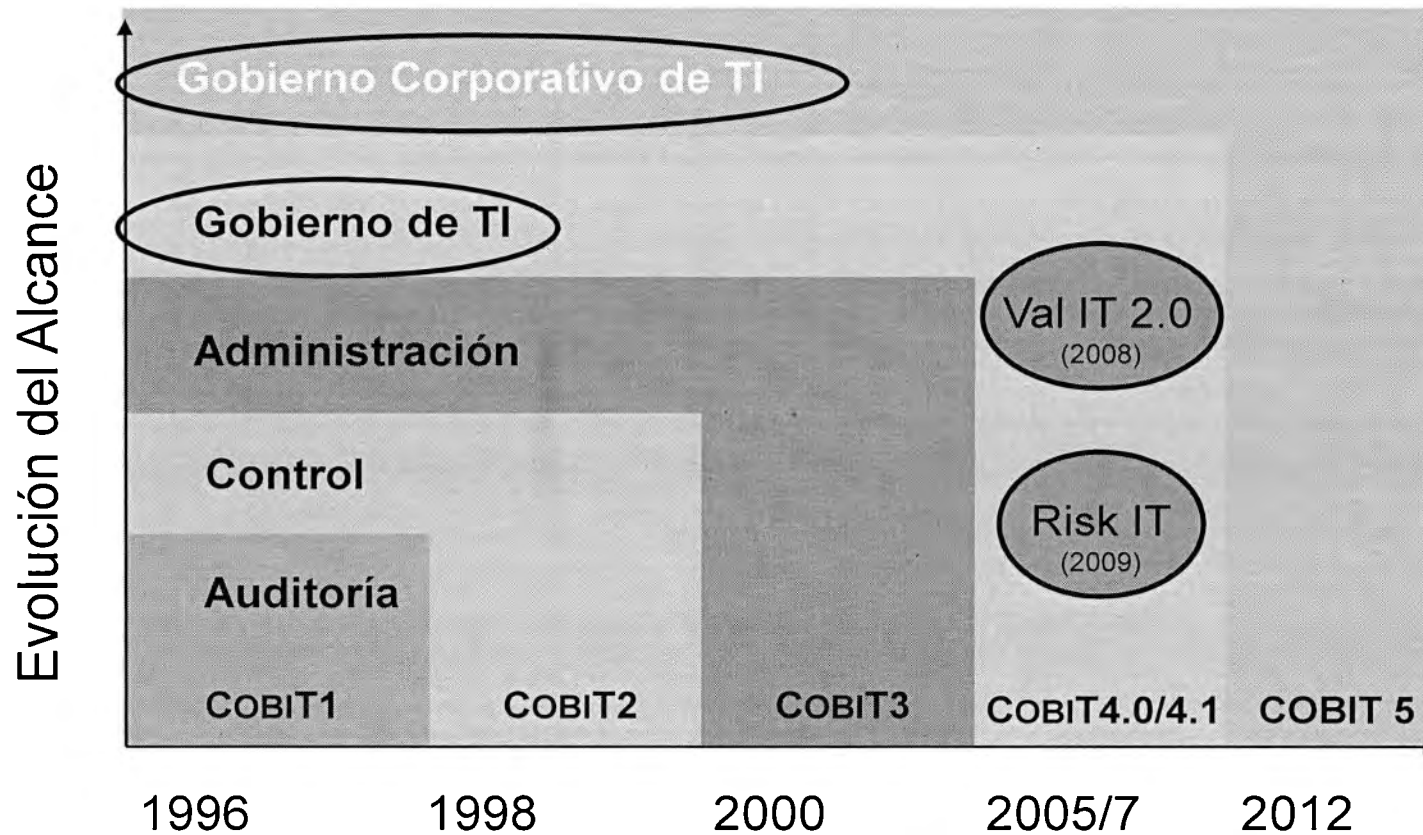 Evolución del Alcance
Gobierno Corporativo de TI
Gobierno de TI
Administración
Control
Auditoría
Val IT 2.0
(2008)
Risk IT
(2009)
COBIT1
COBIT2
COBIT3
COBIT4.0/4.1
COBIT 5
1996
1998
2000
2005/7
2012